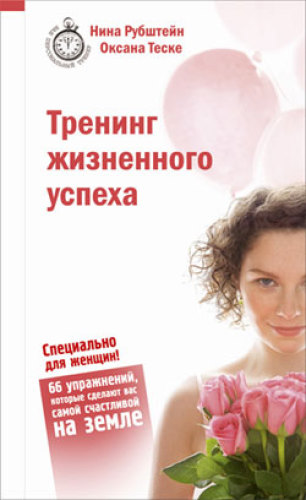 Нина Рубштейн
Оксана Теске
Тренинг
жизненного
успеха
Специально
для женщин!
66 упражнений,
которые сделают вас
самой счастливой
на земле